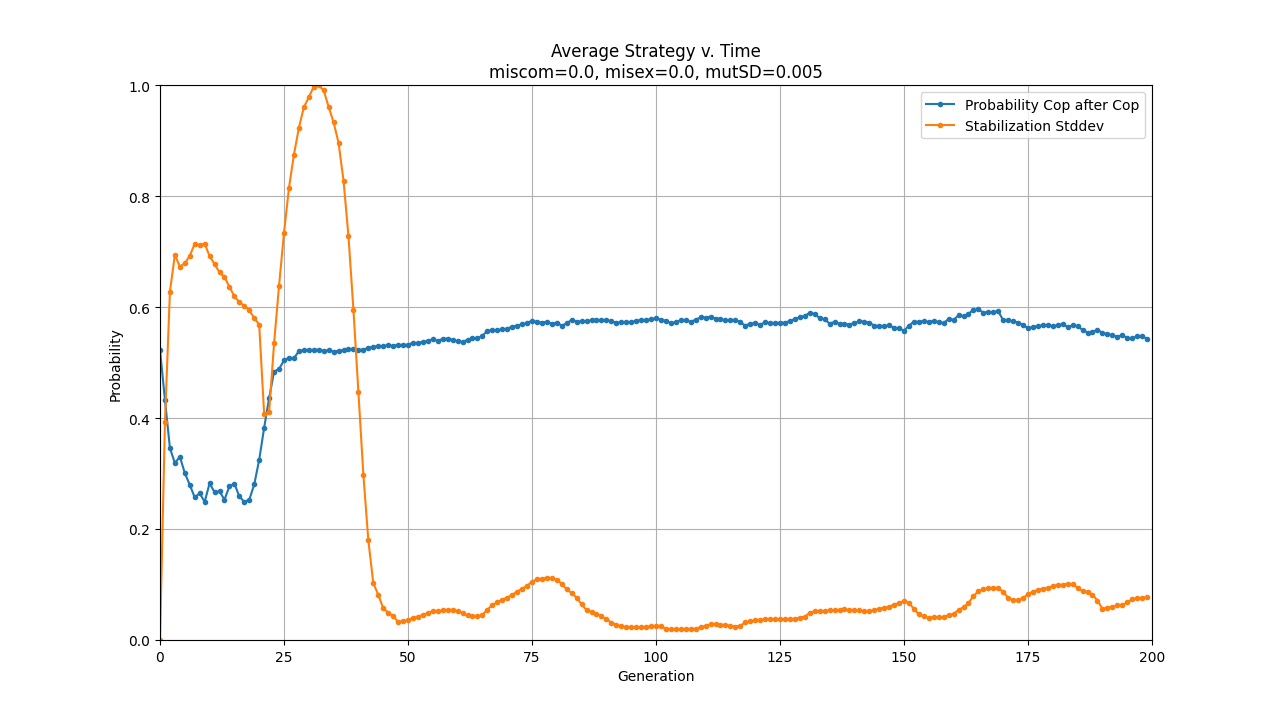 Average Strategy v. Time
miscom=0.0, misex=0.0, mutSD=0.005
Probability Cop after Cop
Stabilization Stddev
1.0
0.8
0.6
0.4
0.2
0.0
Probability
0 25 50 75 100 125 150 175 200
Generation